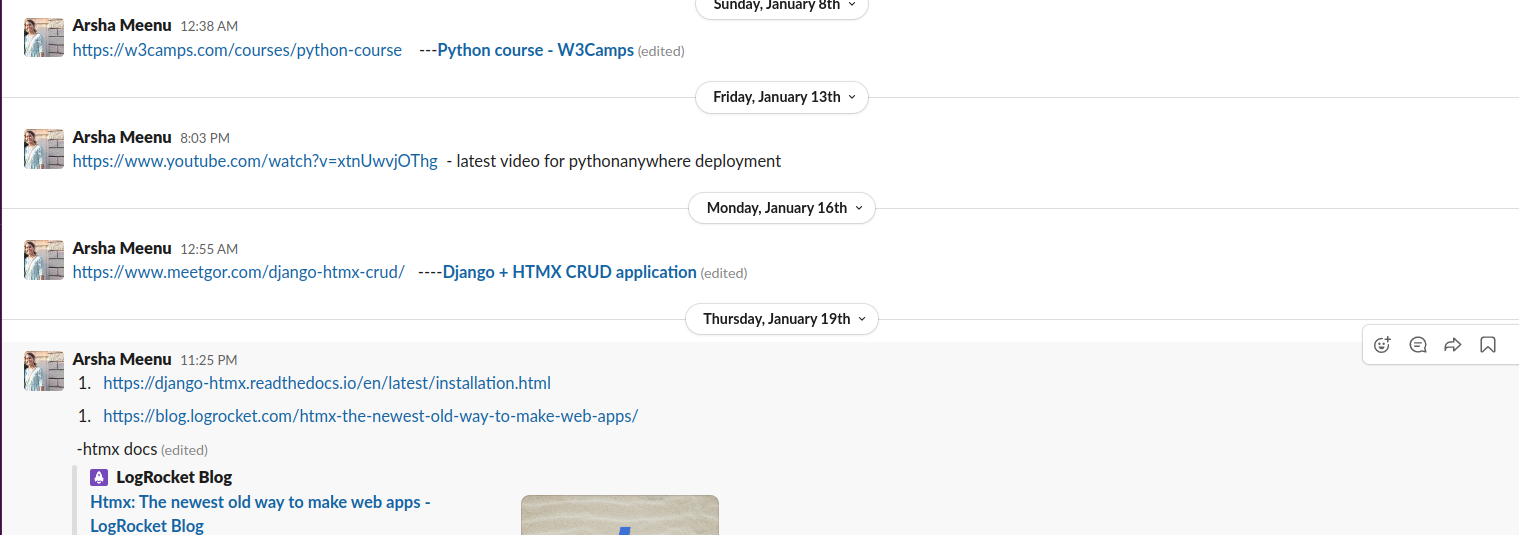 Sunday, January 8th
Arsha Meenu 12:38 AM
https://w3camps.com/courses/python-course ---Python course - W3Camps (edited)
Friday, January 13th
Arsha Meenu 8:03 PM
https://www.youtube.com/watch?v=xtnUwvjOThg - latest video for pythonanywhere deployment
Monday, January 16th
Arsha Meenu 12:55 AM
https://www.meetgor.com/django-htmx-crud/ ----Django + HTMX CRUD application (edited)
Thursday, January 19th
Arsha Meenu 11:25 PM
1. https://django-htmx.readthedocs.io/en/latest/installation.html
1. https://blog.logrocket.com/htmx-the-newest-old-way-to-make-web-apps/
-htmx docs (edited)
LogRocket Blog
Htmx: The newest old way to make web apps -
LogRocket Blog